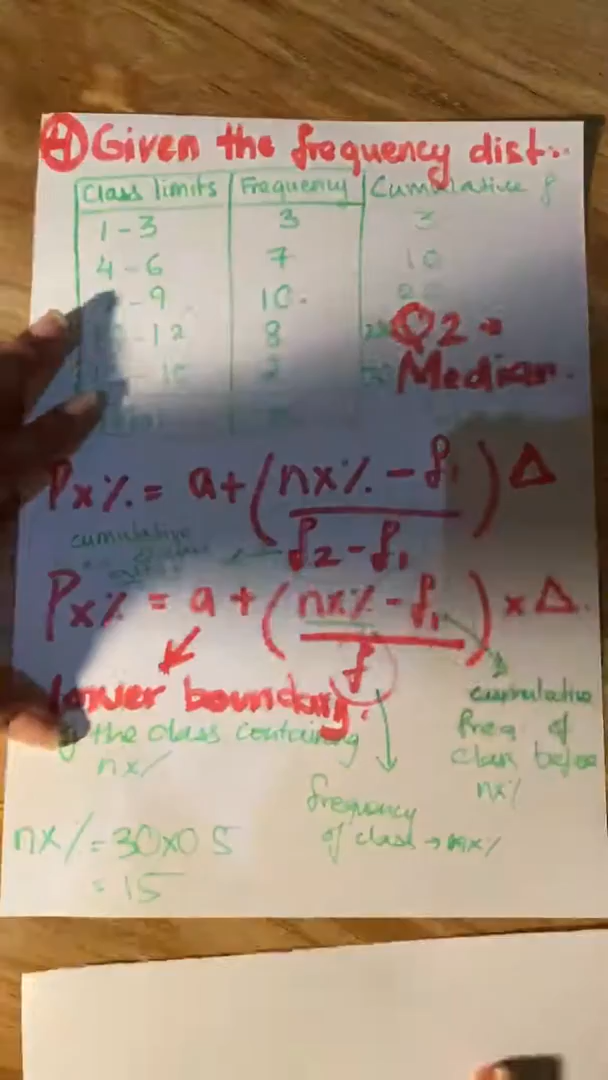 ④ Given the frequency dist..
Class limits Frequency Cumulative f
1-3 3 3
4-6 7 10
-9 10
-12 8
2
Q2 =
Median.
Px% = a + (nx% - f₁ / f₂ - f₁) Δ
cumulative
Px% = a + (nx% - f₁ / f) x Δ.
lower boundary.
the class containing
nx%
cumulative
freq. of
class before
nx%
frequency
of class → nx%
nx% = 30x0.5
= 15